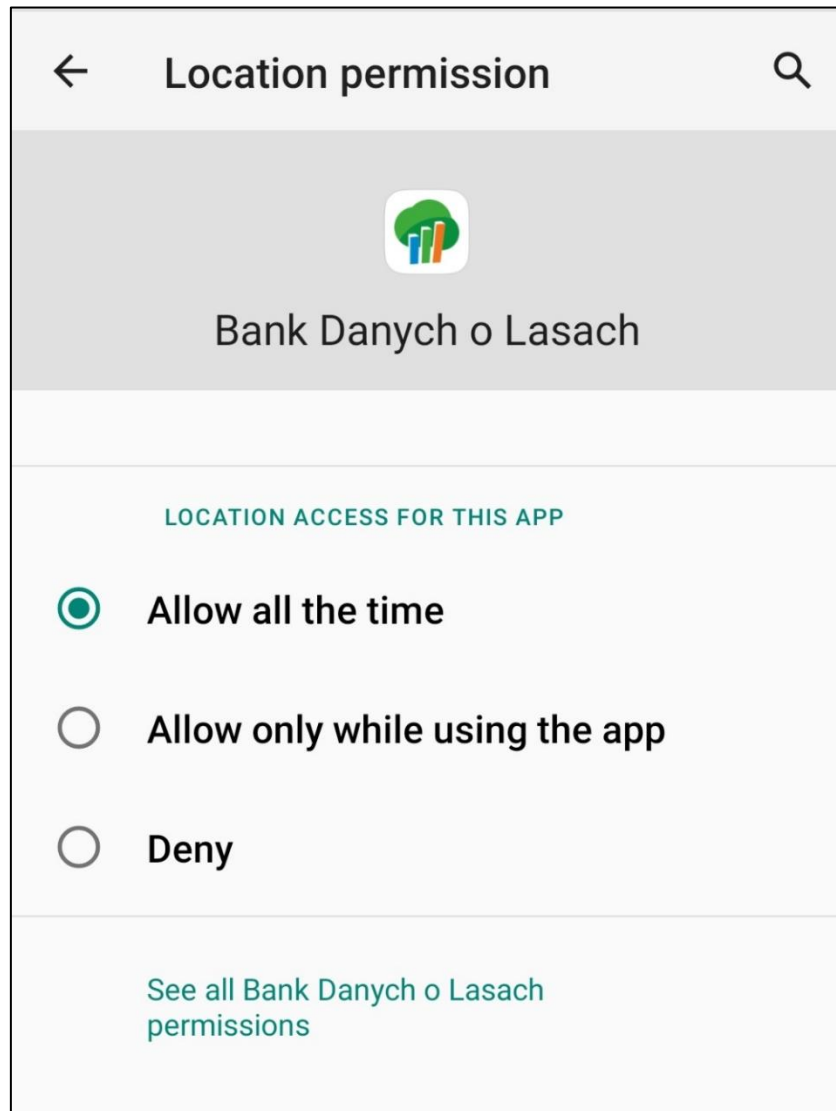 Location permission
Bank Danych o Lasach
LOCATION ACCESS FOR THIS APP
Allow all the time
Allow only while using the app
Deny
See all Bank Danych o Lasach
permissions